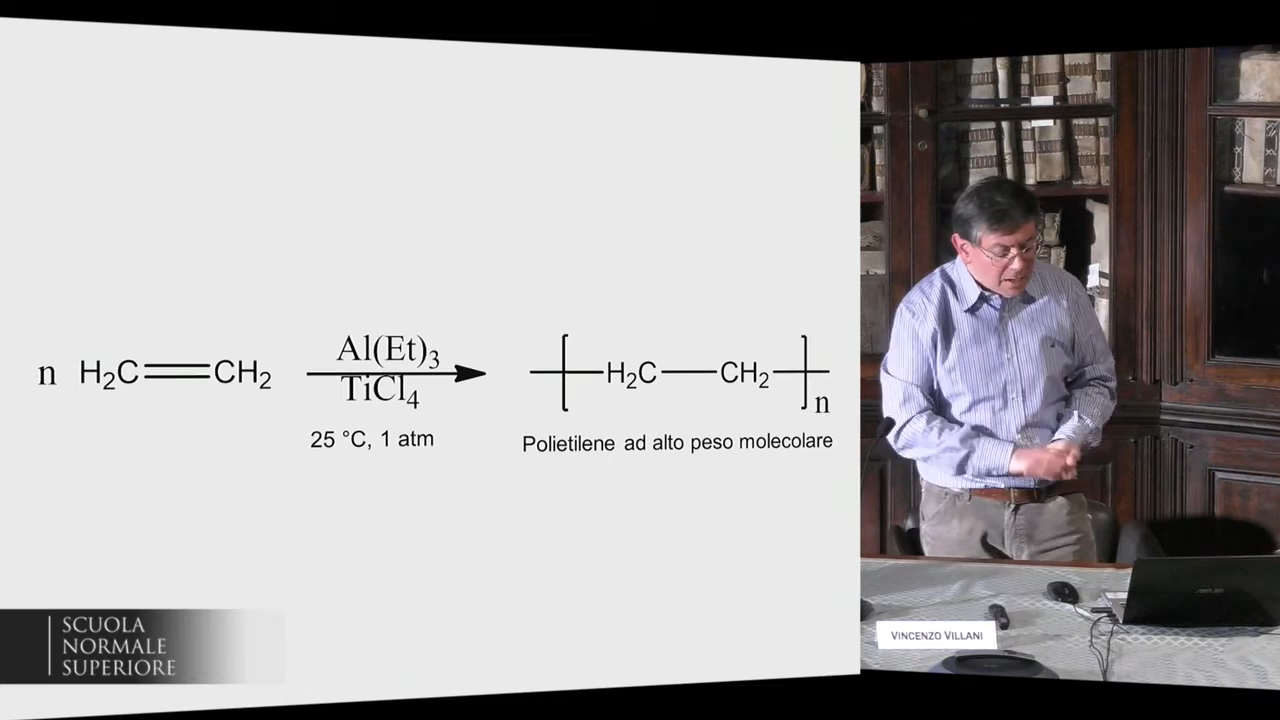 n H₂C=CH₂
Al(Et)₃
TiCl₄
25 °C, 1 atm
H₂C—CH₂
n
Polietilene ad alto peso molecolare
SCUOLA
NORMALE
SUPERIORE
VINCENZO VILLANI